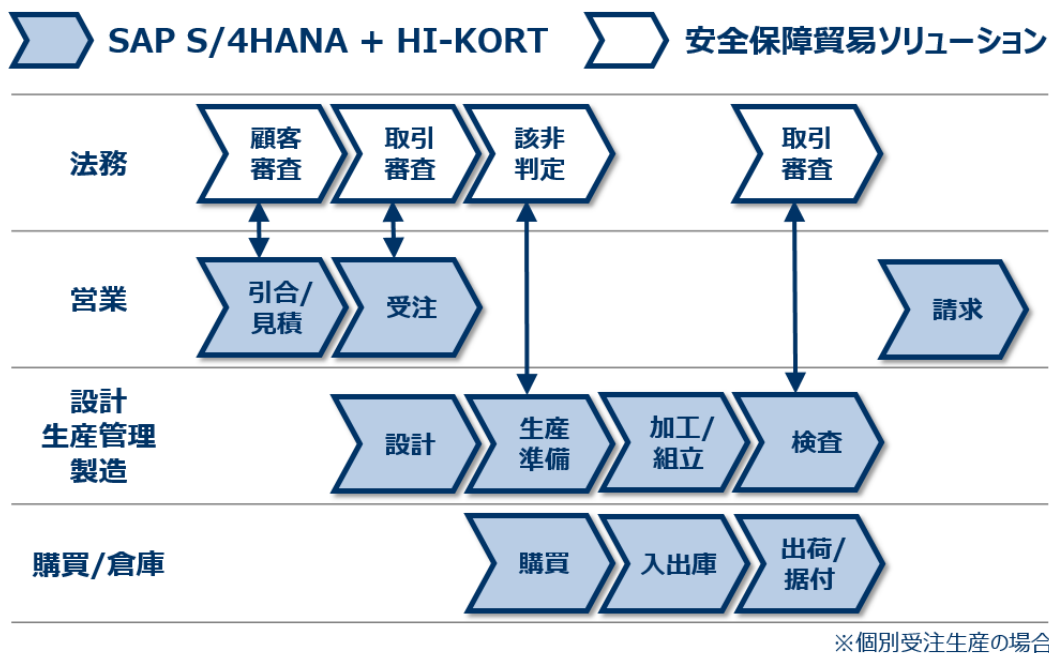 SAP S/4HANA + HI-KORT
安全保障貿易ソリューション
法務
顧客
審査
取引
審査
該非
判定
取引
審査
営業
引合/
見積
受注
請求
設計
生産管理
製造
設計
生産
準備
加工/
組立
検査
購買/倉庫
購買
入出庫
出荷/
据付
※個別受注生産の場合